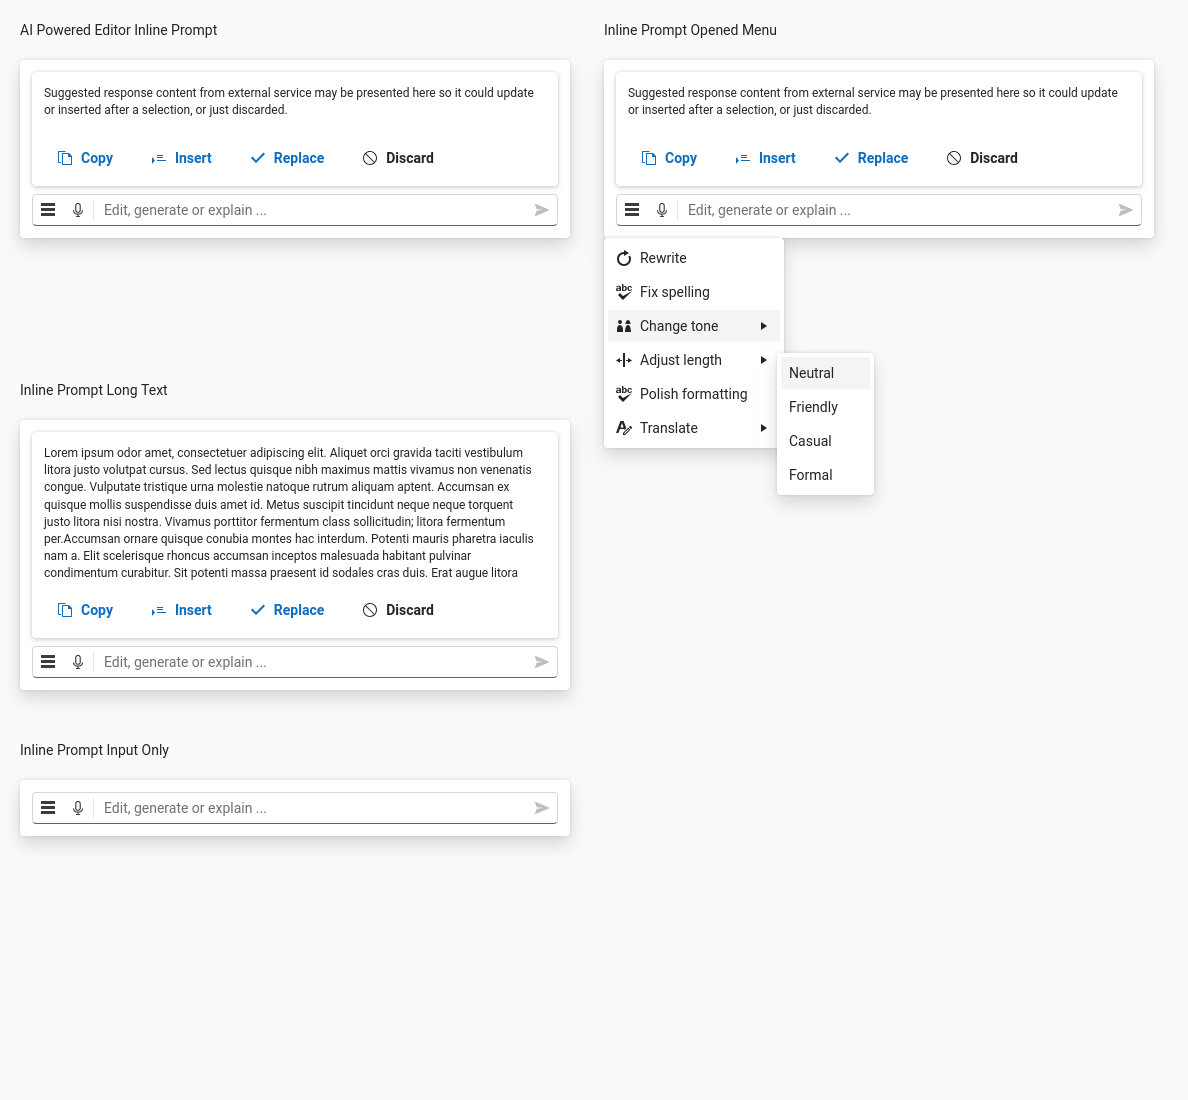 AI Powered Editor Inline Prompt
Suggested response content from external service may be presented here so it could update
or inserted after a selection, or just discarded.
Copy Insert Replace Discard
Edit, generate or explain ...
Inline Prompt Opened Menu
Suggested response content from external service may be presented here so it could update
or inserted after a selection, or just discarded.
Copy Insert Replace Discard
Edit, generate or explain ...
Rewrite
abc Fix spelling
Change tone
Adjust length
abc Polish formatting
Translate
Neutral
Friendly
Casual
Formal
Inline Prompt Long Text
Lorem ipsum odor amet, consectetuer adipiscing elit. Aliquet orci gravida taciti vestibulum
litora justo volutpat cursus. Sed lectus quisque nibh maximus mattis vivamus non venenatis
congue. Vulputate tristique urna molestie natoque rutrum aliquam aptent. Accumsan ex
quisque mollis suspendisse duis amet id. Metus suscipit tincidunt neque neque torquent
justo litora nisi nostra. Vivamus porttitor fermentum class sollicitudin; litora fermentum
per.Accumsan ornare quisque conubia montes hac interdum. Potenti mauris pharetra iaculis
nam a. Elit scelerisque rhoncus accumsan inceptos malesuada habitant pulvinar
condimentum curabitur. Sit potenti massa praesent id sodales cras duis. Erat augue litora
Copy Insert Replace Discard
Edit, generate or explain ...
Inline Prompt Input Only
Edit, generate or explain ...